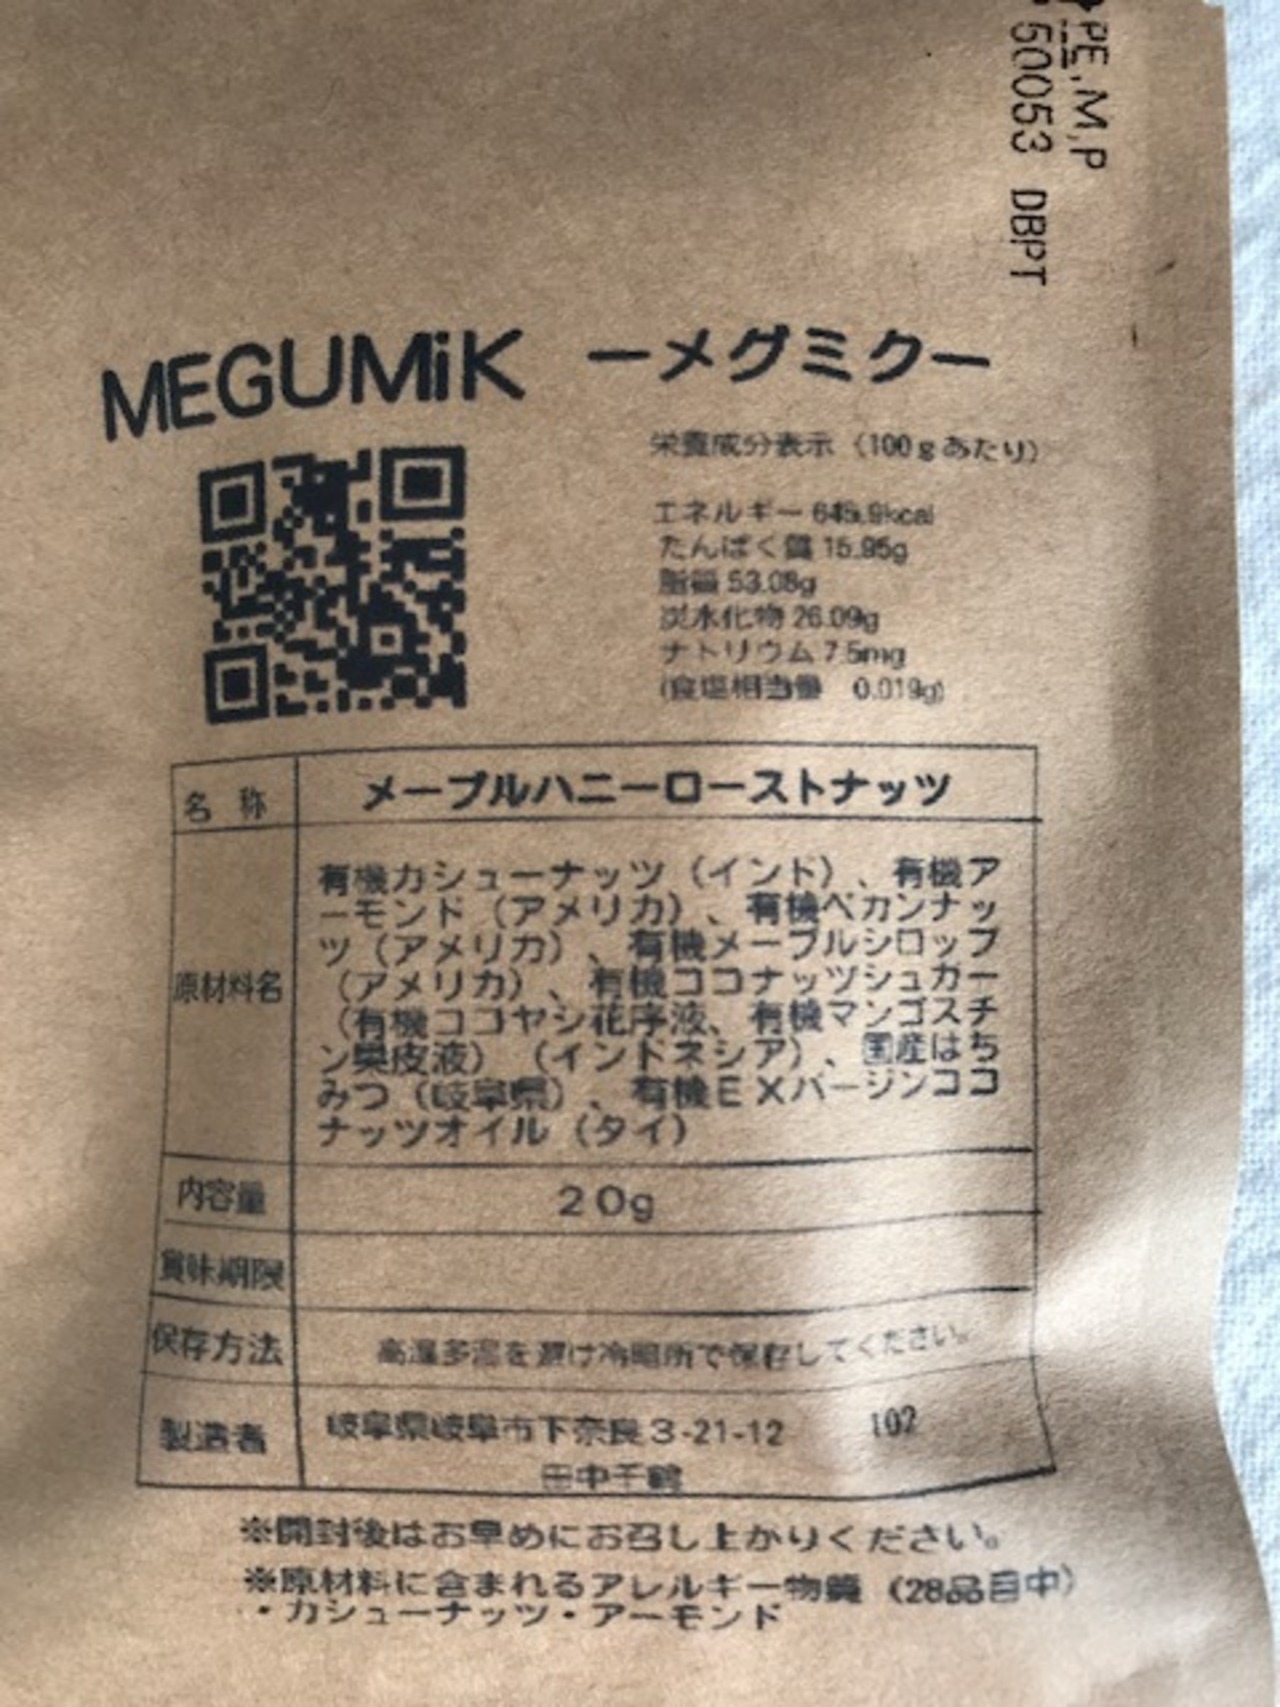 PE,M,P
50053 DBPT
MEGUMiK ーメグミクー
栄養成分表示（100gあたり）
エネルギー 645.9kcal
たんぱく質 15.95g
脂質 53.08g
炭水化物 26.09g
ナトリウム 7.5mg
(食塩相当量 0.019g)
名 称 メープルハニーローストナッツ
原材料名
有機カシューナッツ（インド）、有機ア
ーモンド（アメリカ）、有機ペカンナッ
ツ（アメリカ）、有機メープルシロップ
（アメリカ）、有機ココナッツシュガー
（有機ココヤシ花序液、有機マンゴスチ
ン果皮液）（インドネシア）、国産はち
みつ（岐阜県）、有機ＥＸバージンココ
ナッツオイル（タイ）
内容量 20g
賞味期限
保存方法 高温多湿を避け冷暗所で保存してください。
製造者 岐阜県岐阜市下奈良3-21-12 102
田中千鶴
※開封後はお早めにお召し上かりください。
※原材料に含まれるアレルギー物質（28品目中）
・カシューナッツ・アーモンド